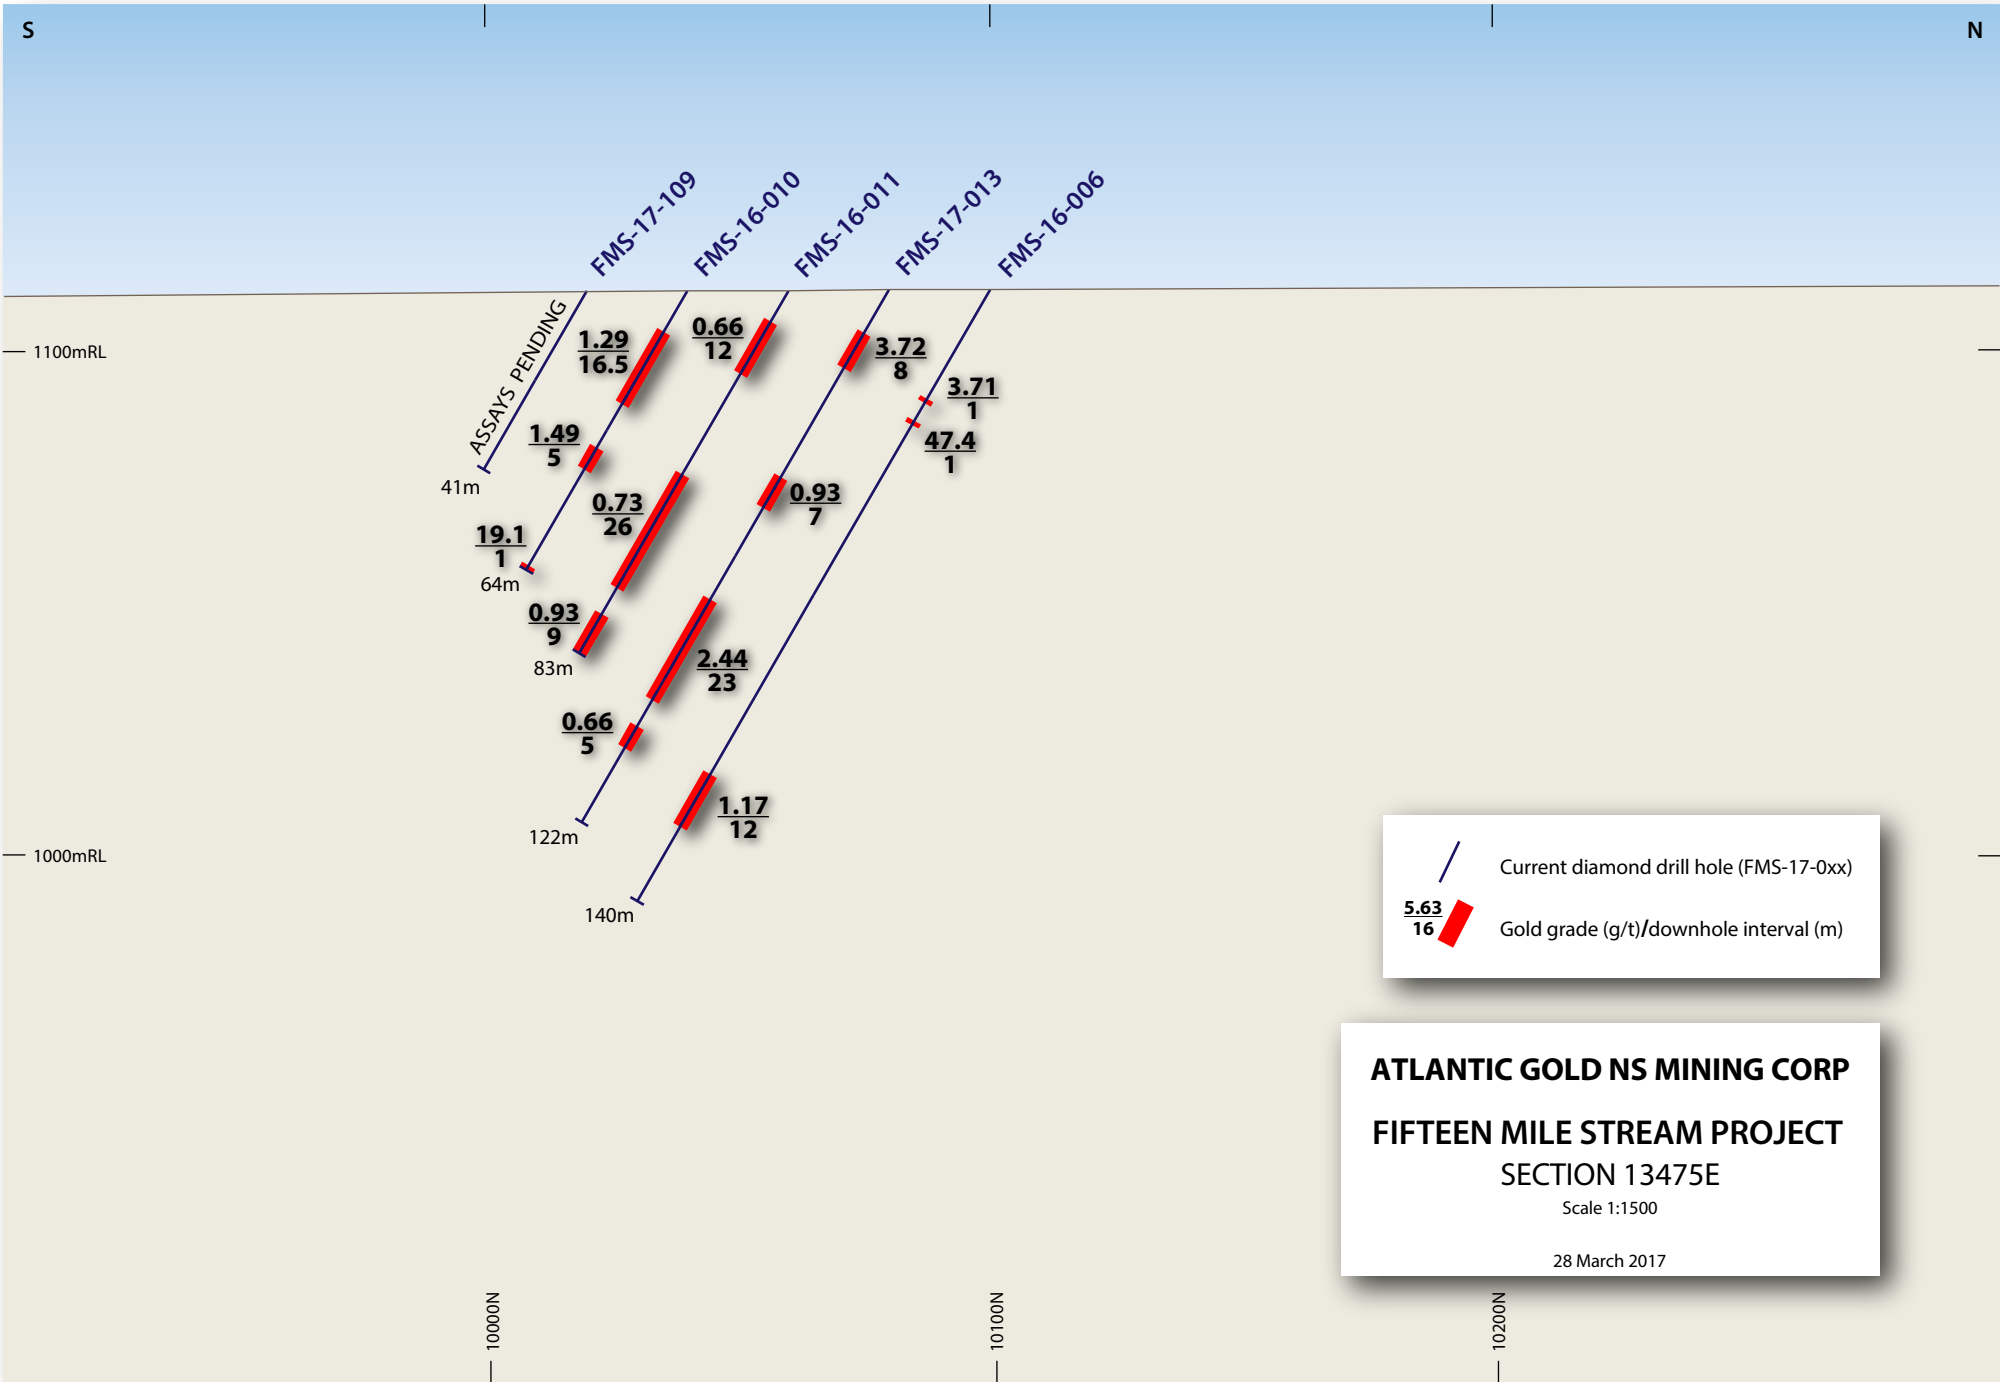 S
N
FMS-17-109
FMS-16-010
FMS-16-011
FMS-17-013
FMS-16-006
ASSAYS PENDING
1100mRL
1.29
16.5
0.66
12
3.72
8
3.71
1
1.49
5
47.4
1
41m
0.73
26
0.93
7
19.1
1
64m
0.93
9
83m
2.44
23
0.66
5
1.17
12
122m
1000mRL
140m
Current diamond drill hole (FMS-17-0xx)
5.63
16
Gold grade (g/t)/downhole interval (m)
ATLANTIC GOLD NS MINING CORP
FIFTEEN MILE STREAM PROJECT
SECTION 13475E
Scale 1:1500
28 March 2017
10000N
10100N
10200N